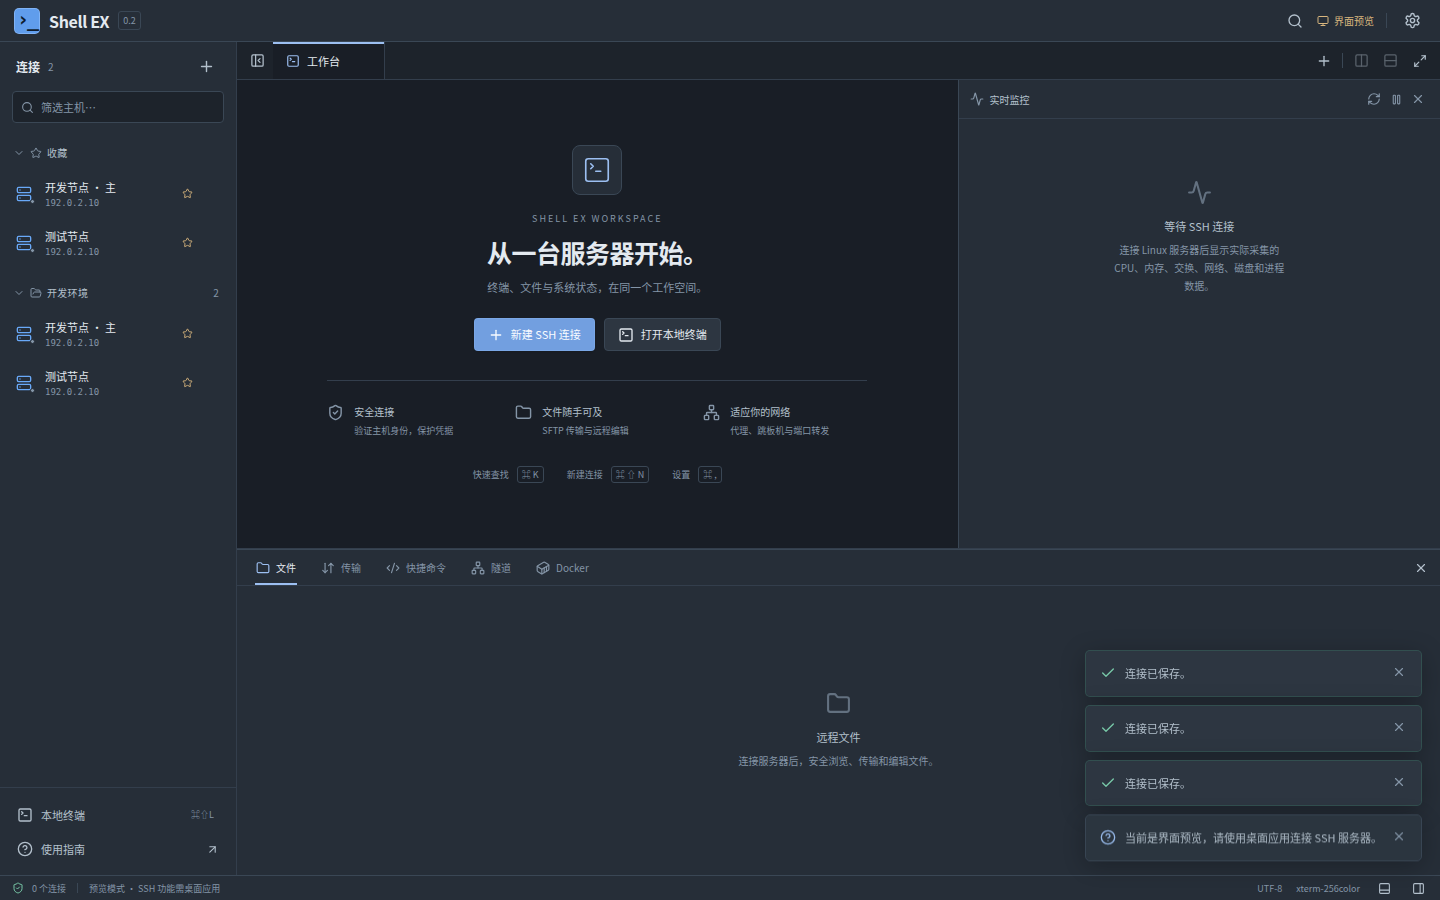 Shell EX 0.2
界面预览
连接 2
筛选主机…
收藏
开发节点 · 主
192.0.2.10
测试节点
192.0.2.10
开发环境 2
开发节点 · 主
192.0.2.10
测试节点
192.0.2.10
本地终端 ⌘⇧L
使用指南
工作台
SHELL EX WORKSPACE
从一台服务器开始。
终端、文件与系统状态，在同一个工作空间。
新建 SSH 连接
打开本地终端
安全连接
验证主机身份，保护凭据
文件随手可及
SFTP 传输与远程编辑
适应你的网络
代理、跳板机与端口转发
快速查找 ⌘K 新建连接 ⌘⇧N 设置 ⌘,
实时监控
等待 SSH 连接
连接 Linux 服务器后显示实际采集的
CPU、内存、交换、网络、磁盘和进程
数据。
文件 传输 快捷命令 隧道 Docker
远程文件
连接服务器后，安全浏览、传输和编辑文件。
连接已保存。
连接已保存。
连接已保存。
当前是界面预览，请使用桌面应用连接 SSH 服务器。
0 个连接 预览模式 · SSH 功能需桌面应用
UTF-8 xterm-256color